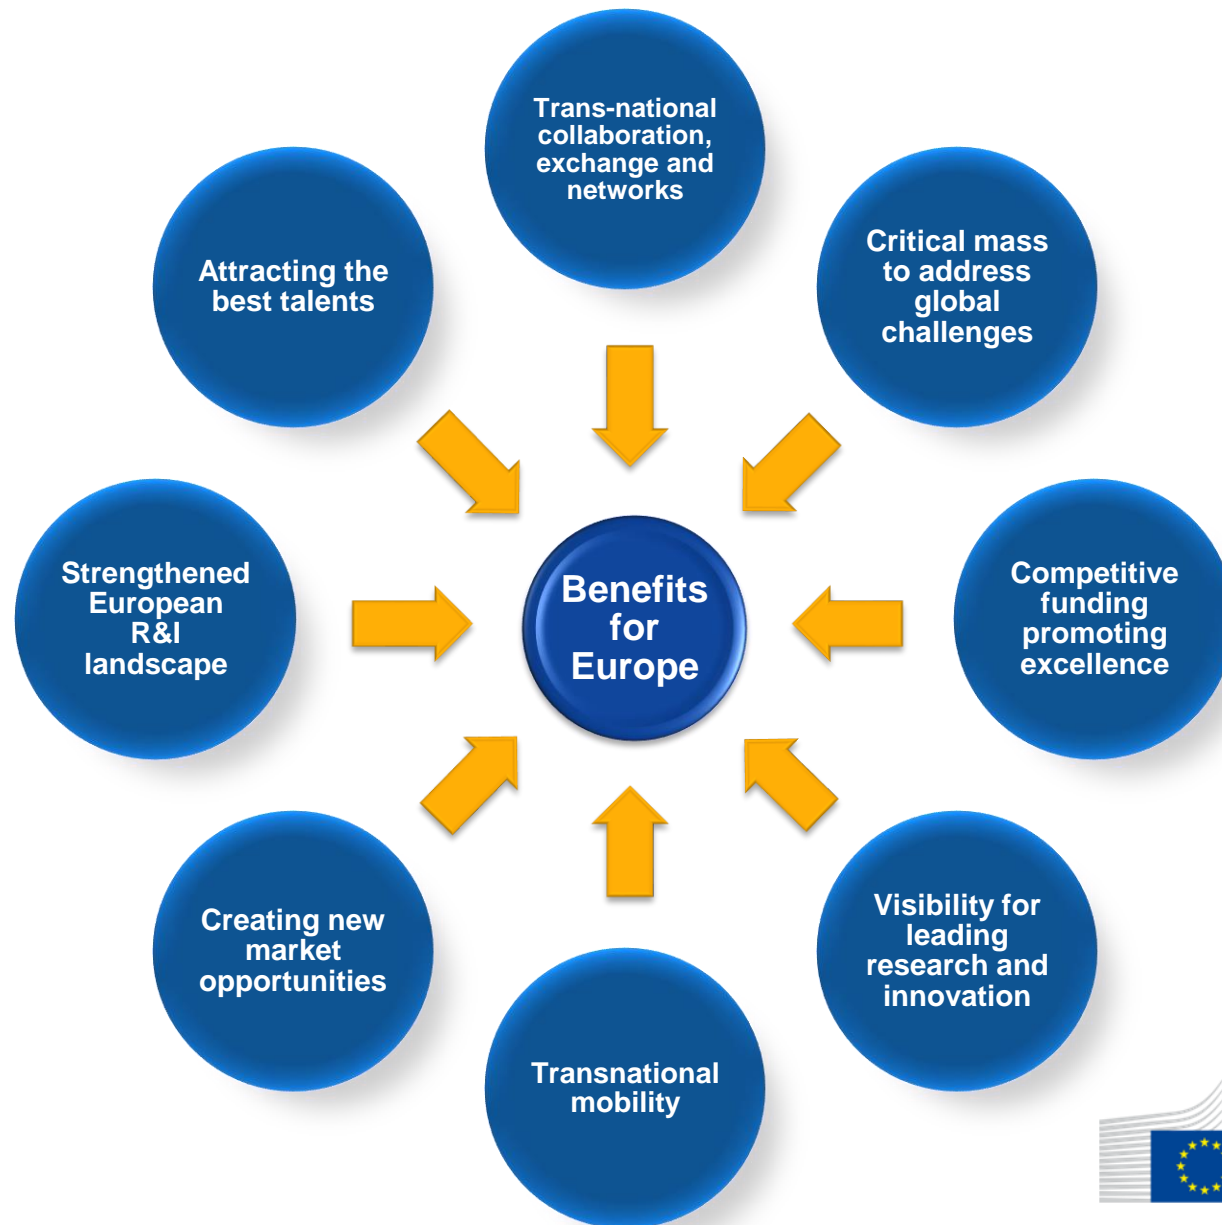 Trans-national
collaboration,
exchange and
networks
Attracting the
best talents
Critical mass
to address
global
challenges
Strengthened
European
R&I
landscape
Benefits
for
Europe
Competitive
funding
promoting
excellence
Creating new
market
opportunities
Visibility for
leading
research and
innovation
Transnational
mobility